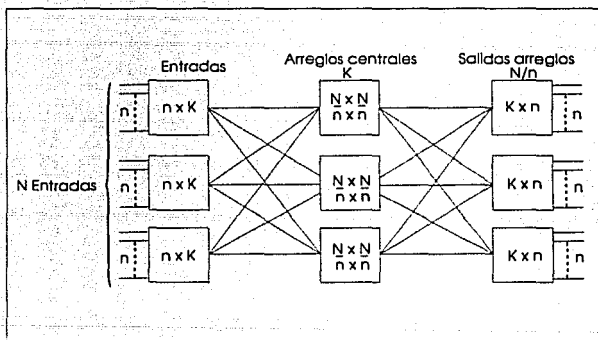 Entradas
Arreglos centrales
K
Salidas arreglos
N/n
N Entradas
n
n x K
N x N
n x n
K x n
n
n
n x K
N x N
n x n
K x n
n
n
n x K
N x N
n x n
K x n
n